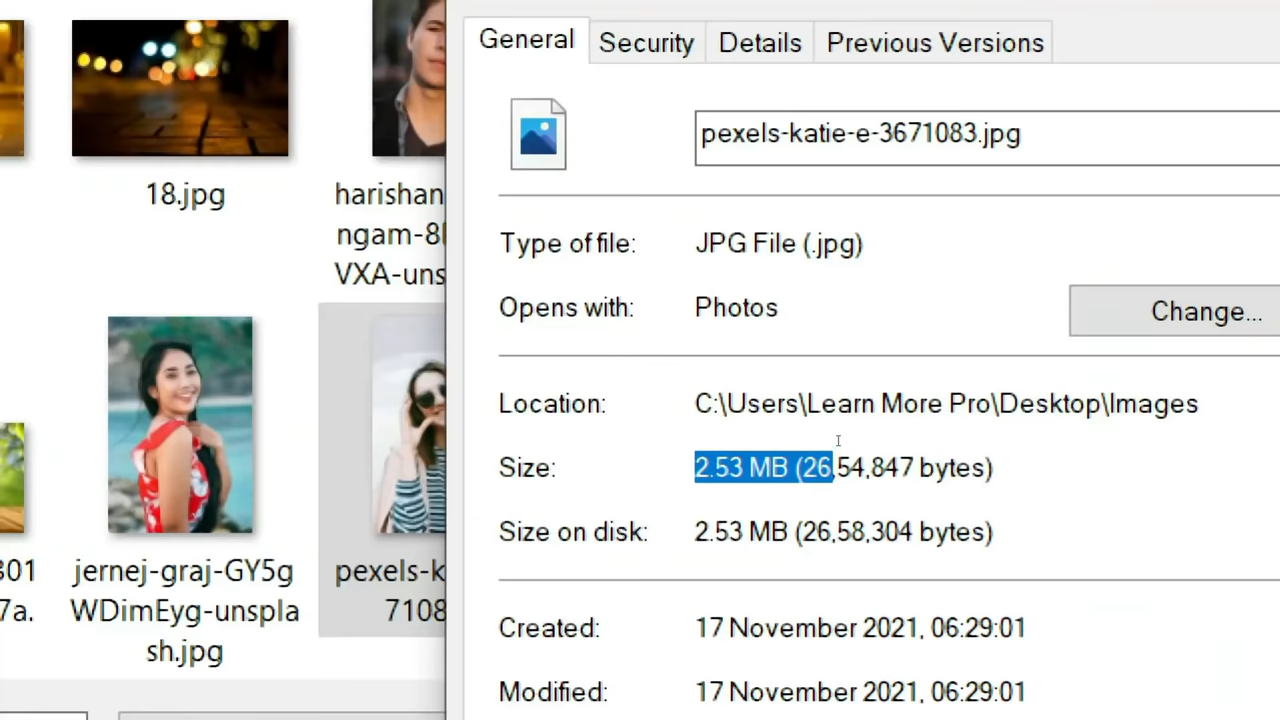 General
Security
Details
Previous Versions
pexels-katie-e-3671083.jpg
Type of file: JPG File (.jpg)
Opens with: Photos
Change...
Location: C:\Users\Learn More Pro\Desktop\Images
Size: 2.53 MB (26,54,847 bytes)
Size on disk: 2.53 MB (26,58,304 bytes)
Created: 17 November 2021, 06:29:01
Modified: 17 November 2021, 06:29:01
18.jpg
harishan
ngam-8
VXA-uns
301
7a.
jernej-graj-GY5g
WDimEyg-unspla
sh.jpg
pexels-k
7108